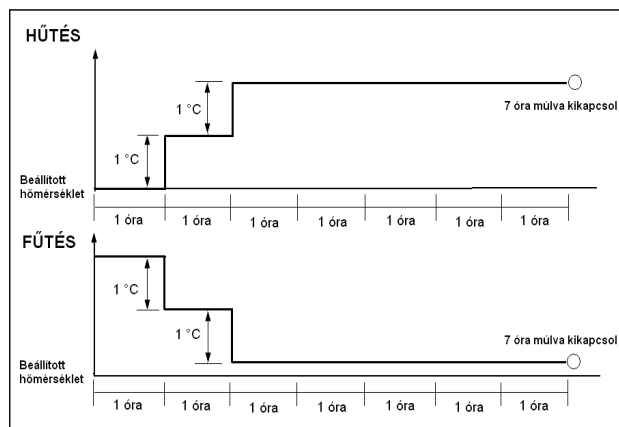 HŰTÉS
1 °C
7 óra múlva kikapcsol
1 °C
Beállított
hömérséklet
1 óra 1 óra 1 óra 1 óra 1 óra 1 óra 1 óra
FŰTÉS
1 °C
1 °C
7 óra múlva kikapcsol
Beállított
hömérséklet
1 óra 1 óra 1 óra 1 óra 1 óra 1 óra 1 óra